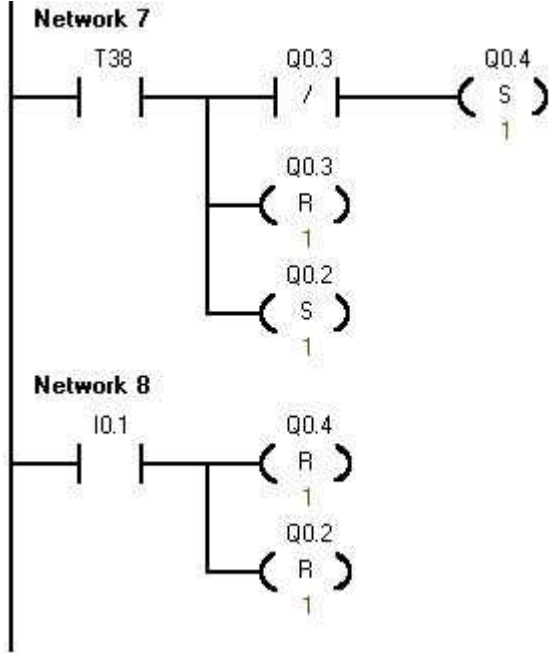 Network 7
T38 Q0.3 Q0.4
/ S
1
Q0.3
R
1
Q0.2
S
1
Network 8
I0.1 Q0.4
R
1
Q0.2
R
1